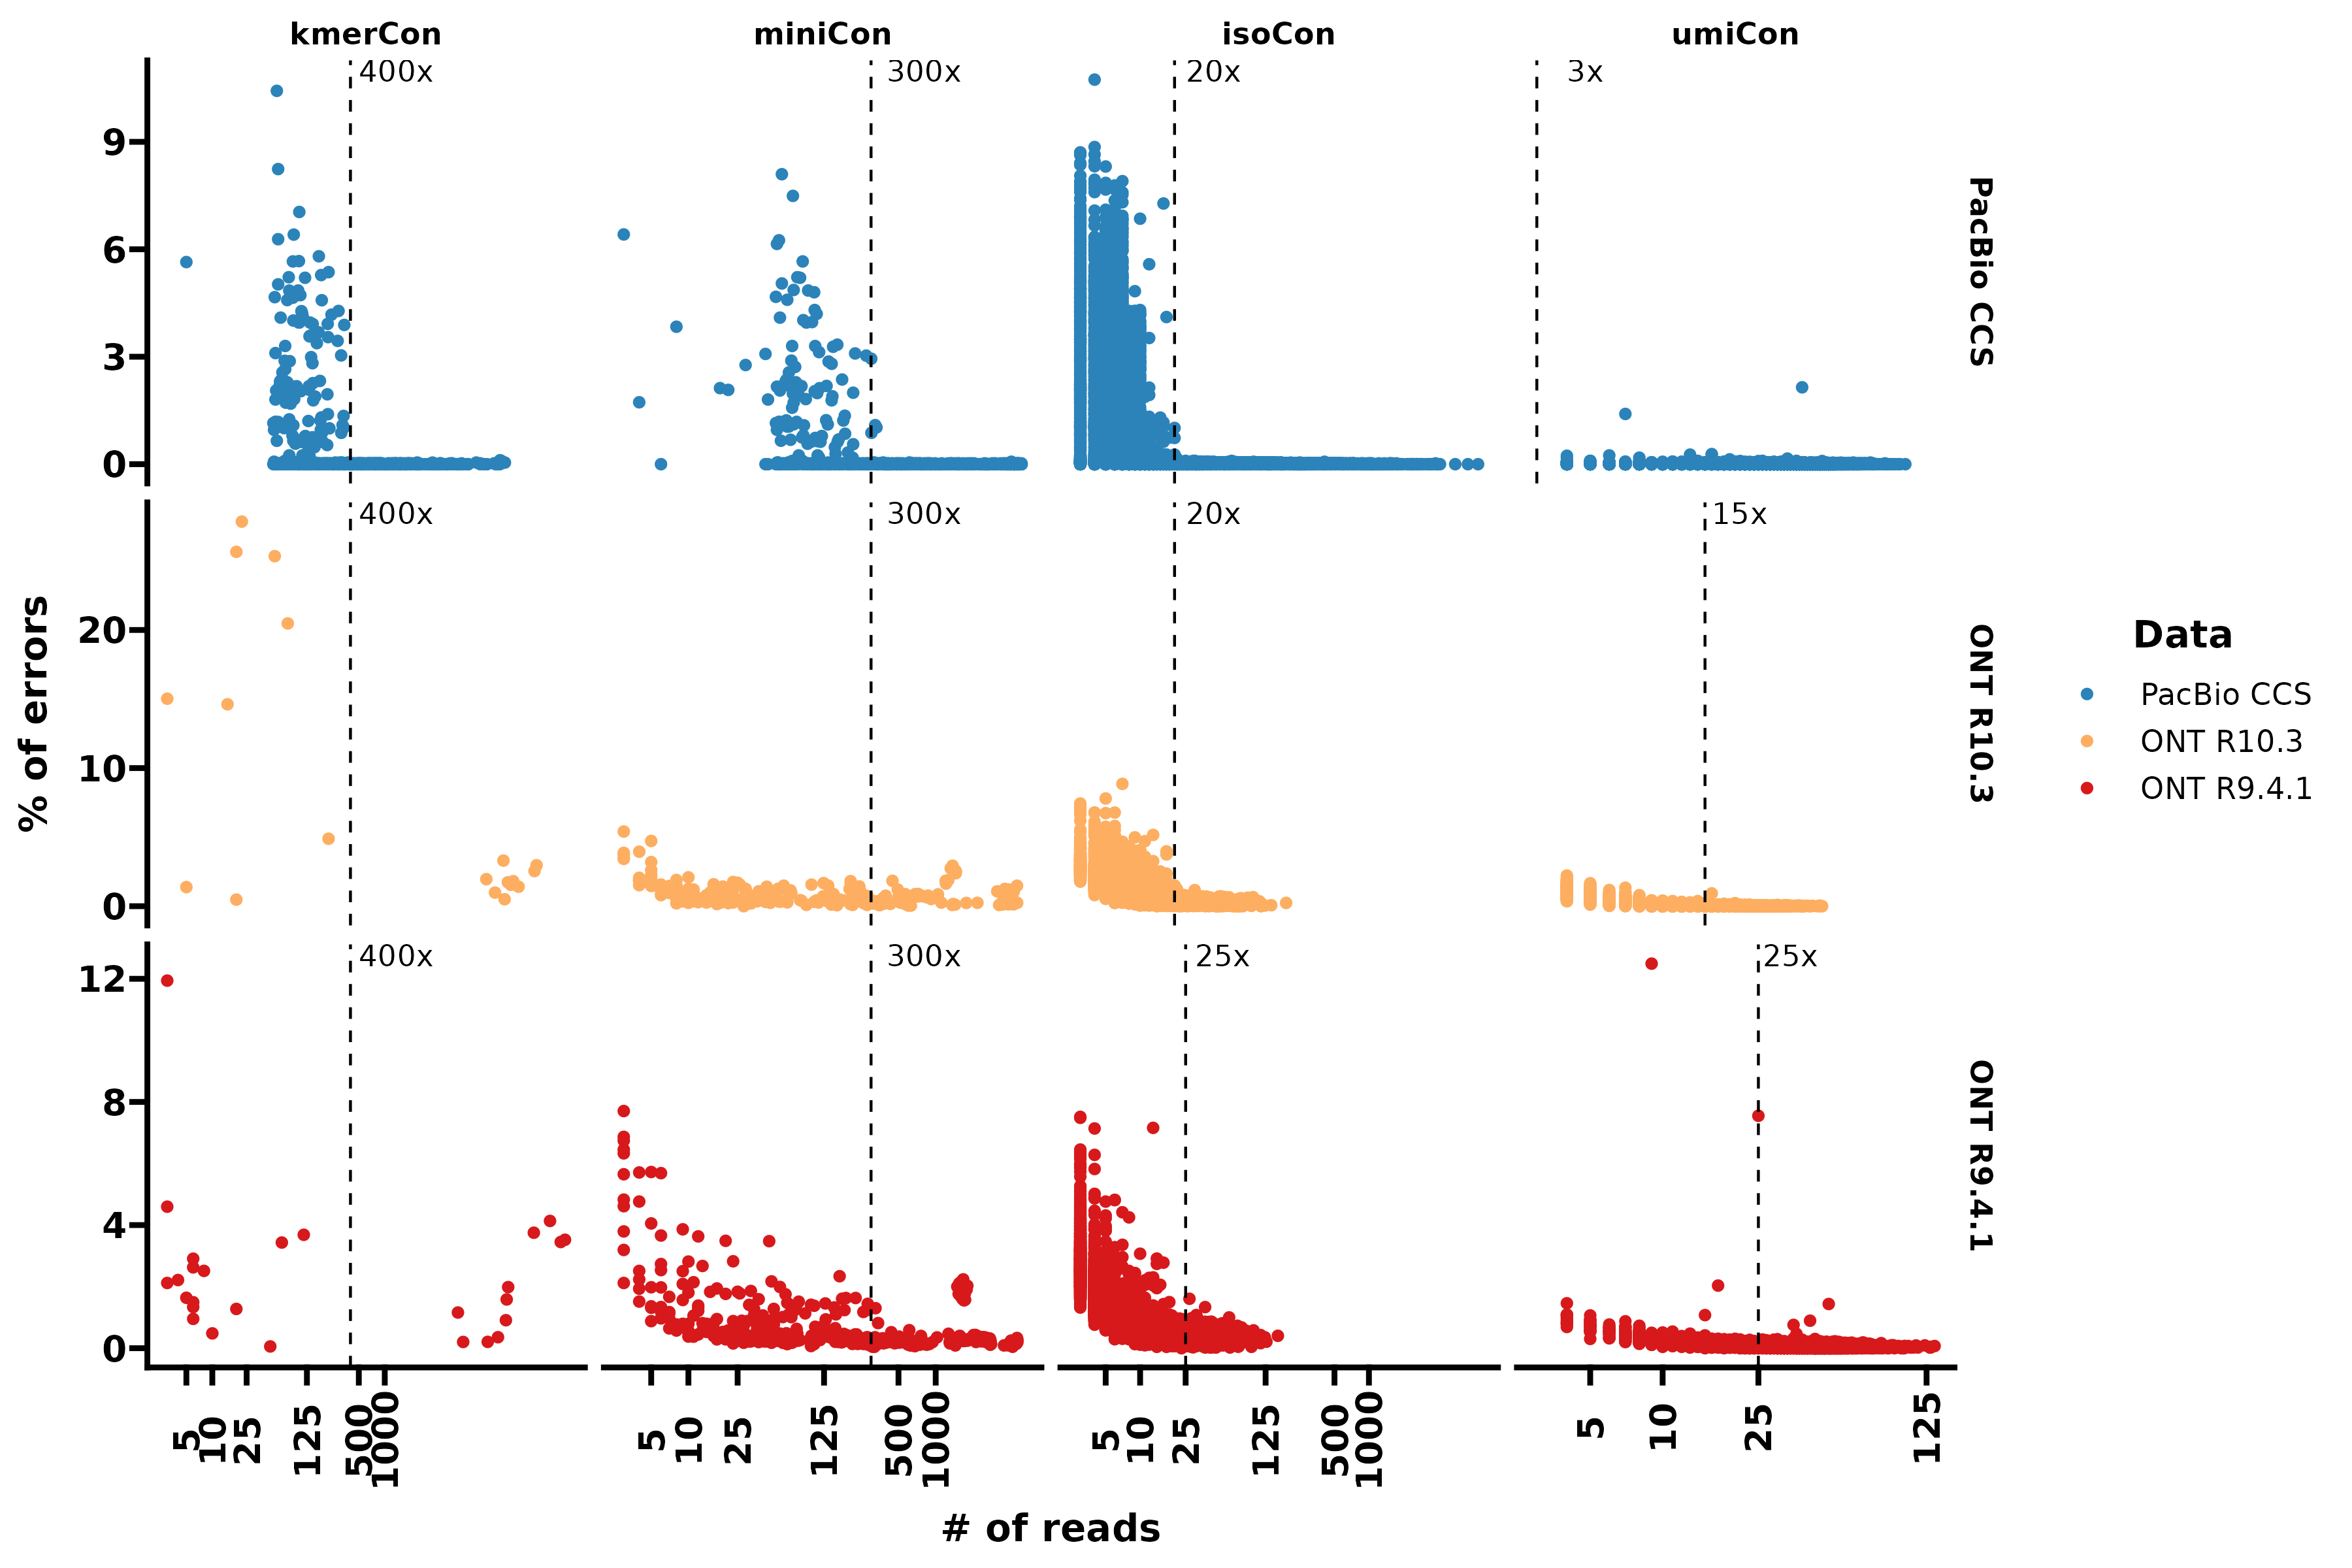 kmerCon miniCon isoCon umiCon
400x 300x 20x 3x
9
6
3
0
PacBio CCS
400x 300x 20x 15x
20
10
0
ONT R10.3
400x 300x 25x 25x
12
8
4
0
ONT R9.4.1
% of errors
5 10 25 125 500 1000 5 10 25 125 500 1000 5 10 25 125 5000 10000 5 10 25 125
# of reads
Data
PacBio CCS
ONT R10.3
ONT R9.4.1